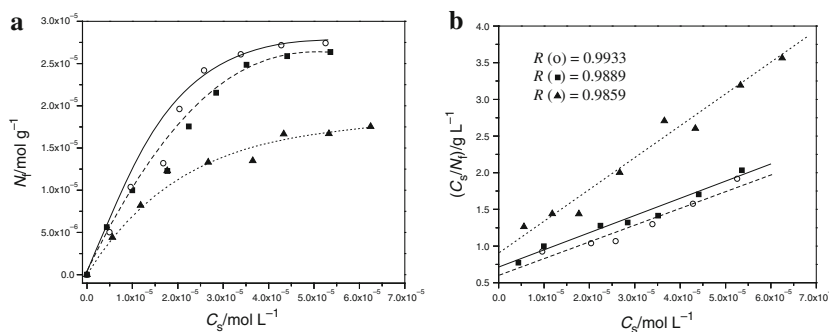 a
3.0x10⁻⁵
2.5x10⁻⁵
2.0x10⁻⁵
1.5x10⁻⁵
1.0x10⁻⁵
5.0x10⁻⁶
0.0
N_f/mol g⁻¹
0.0 1.0x10⁻⁵ 2.0x10⁻⁵ 3.0x10⁻⁵ 4.0x10⁻⁵ 5.0x10⁻⁵ 6.0x10⁻⁵ 7.0x10⁻⁵
C_s/mol L⁻¹
b
4.0
3.5
3.0
2.5
2.0
1.5
1.0
0.5
(C_s/N_f)/g L⁻¹
R (○) = 0.9933
R (■) = 0.9889
R (▲) = 0.9859
0.0 1.0x10⁻⁵ 2.0x10⁻⁵ 3.0x10⁻⁵ 4.0x10⁻⁵ 5.0x10⁻⁵ 6.0x10⁻⁵ 7.0x10⁻⁵
C_s/mol L⁻¹